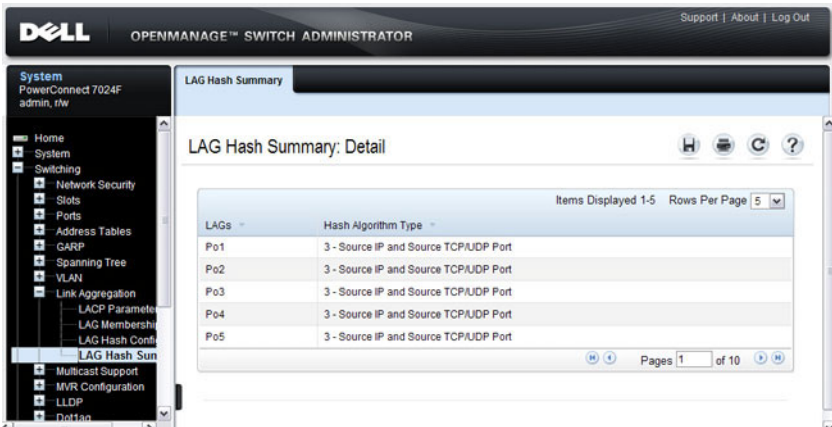 Support | About | Log Out
DELL
OPENMANAGE™ SWITCH ADMINISTRATOR
System
PowerConnect 7024F
admin, r/w
LAG Hash Summary
Home
System
Switching
Network Security
Slots
Ports
Address Tables
GARP
Spanning Tree
VLAN
Link Aggregation
LACP Paramete
LAG Membershi
LAG Hash Confi
LAG Hash Sum
Multicast Support
MVR Configuration
LLDP
Dot1ag
LAG Hash Summary: Detail
Items Displayed 1-5 Rows Per Page 5
LAGs Hash Algorithm Type
Po1 3 - Source IP and Source TCP/UDP Port
Po2 3 - Source IP and Source TCP/UDP Port
Po3 3 - Source IP and Source TCP/UDP Port
Po4 3 - Source IP and Source TCP/UDP Port
Po5 3 - Source IP and Source TCP/UDP Port
Pages 1 of 10